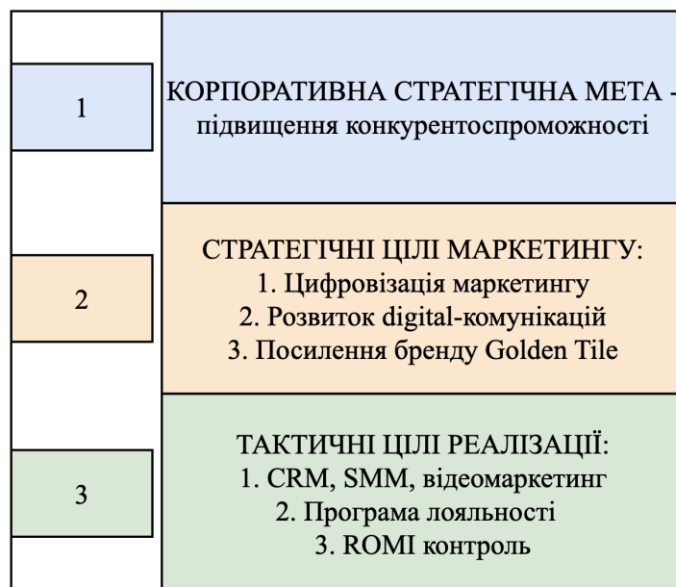 1
КОРПОРАТИВНА СТРАТЕГІЧНА МЕТА -
підвищення конкурентоспроможності
2
СТРАТЕГІЧНІ ЦІЛІ МАРКЕТИНГУ:
1. Цифровізація маркетингу
2. Розвиток digital-комунікацій
3. Посилення бренду Golden Tile
3
ТАКТИЧНІ ЦІЛІ РЕАЛІЗАЦІЇ:
1. CRM, SMM, відеомаркетинг
2. Програма лояльності
3. ROMI контроль